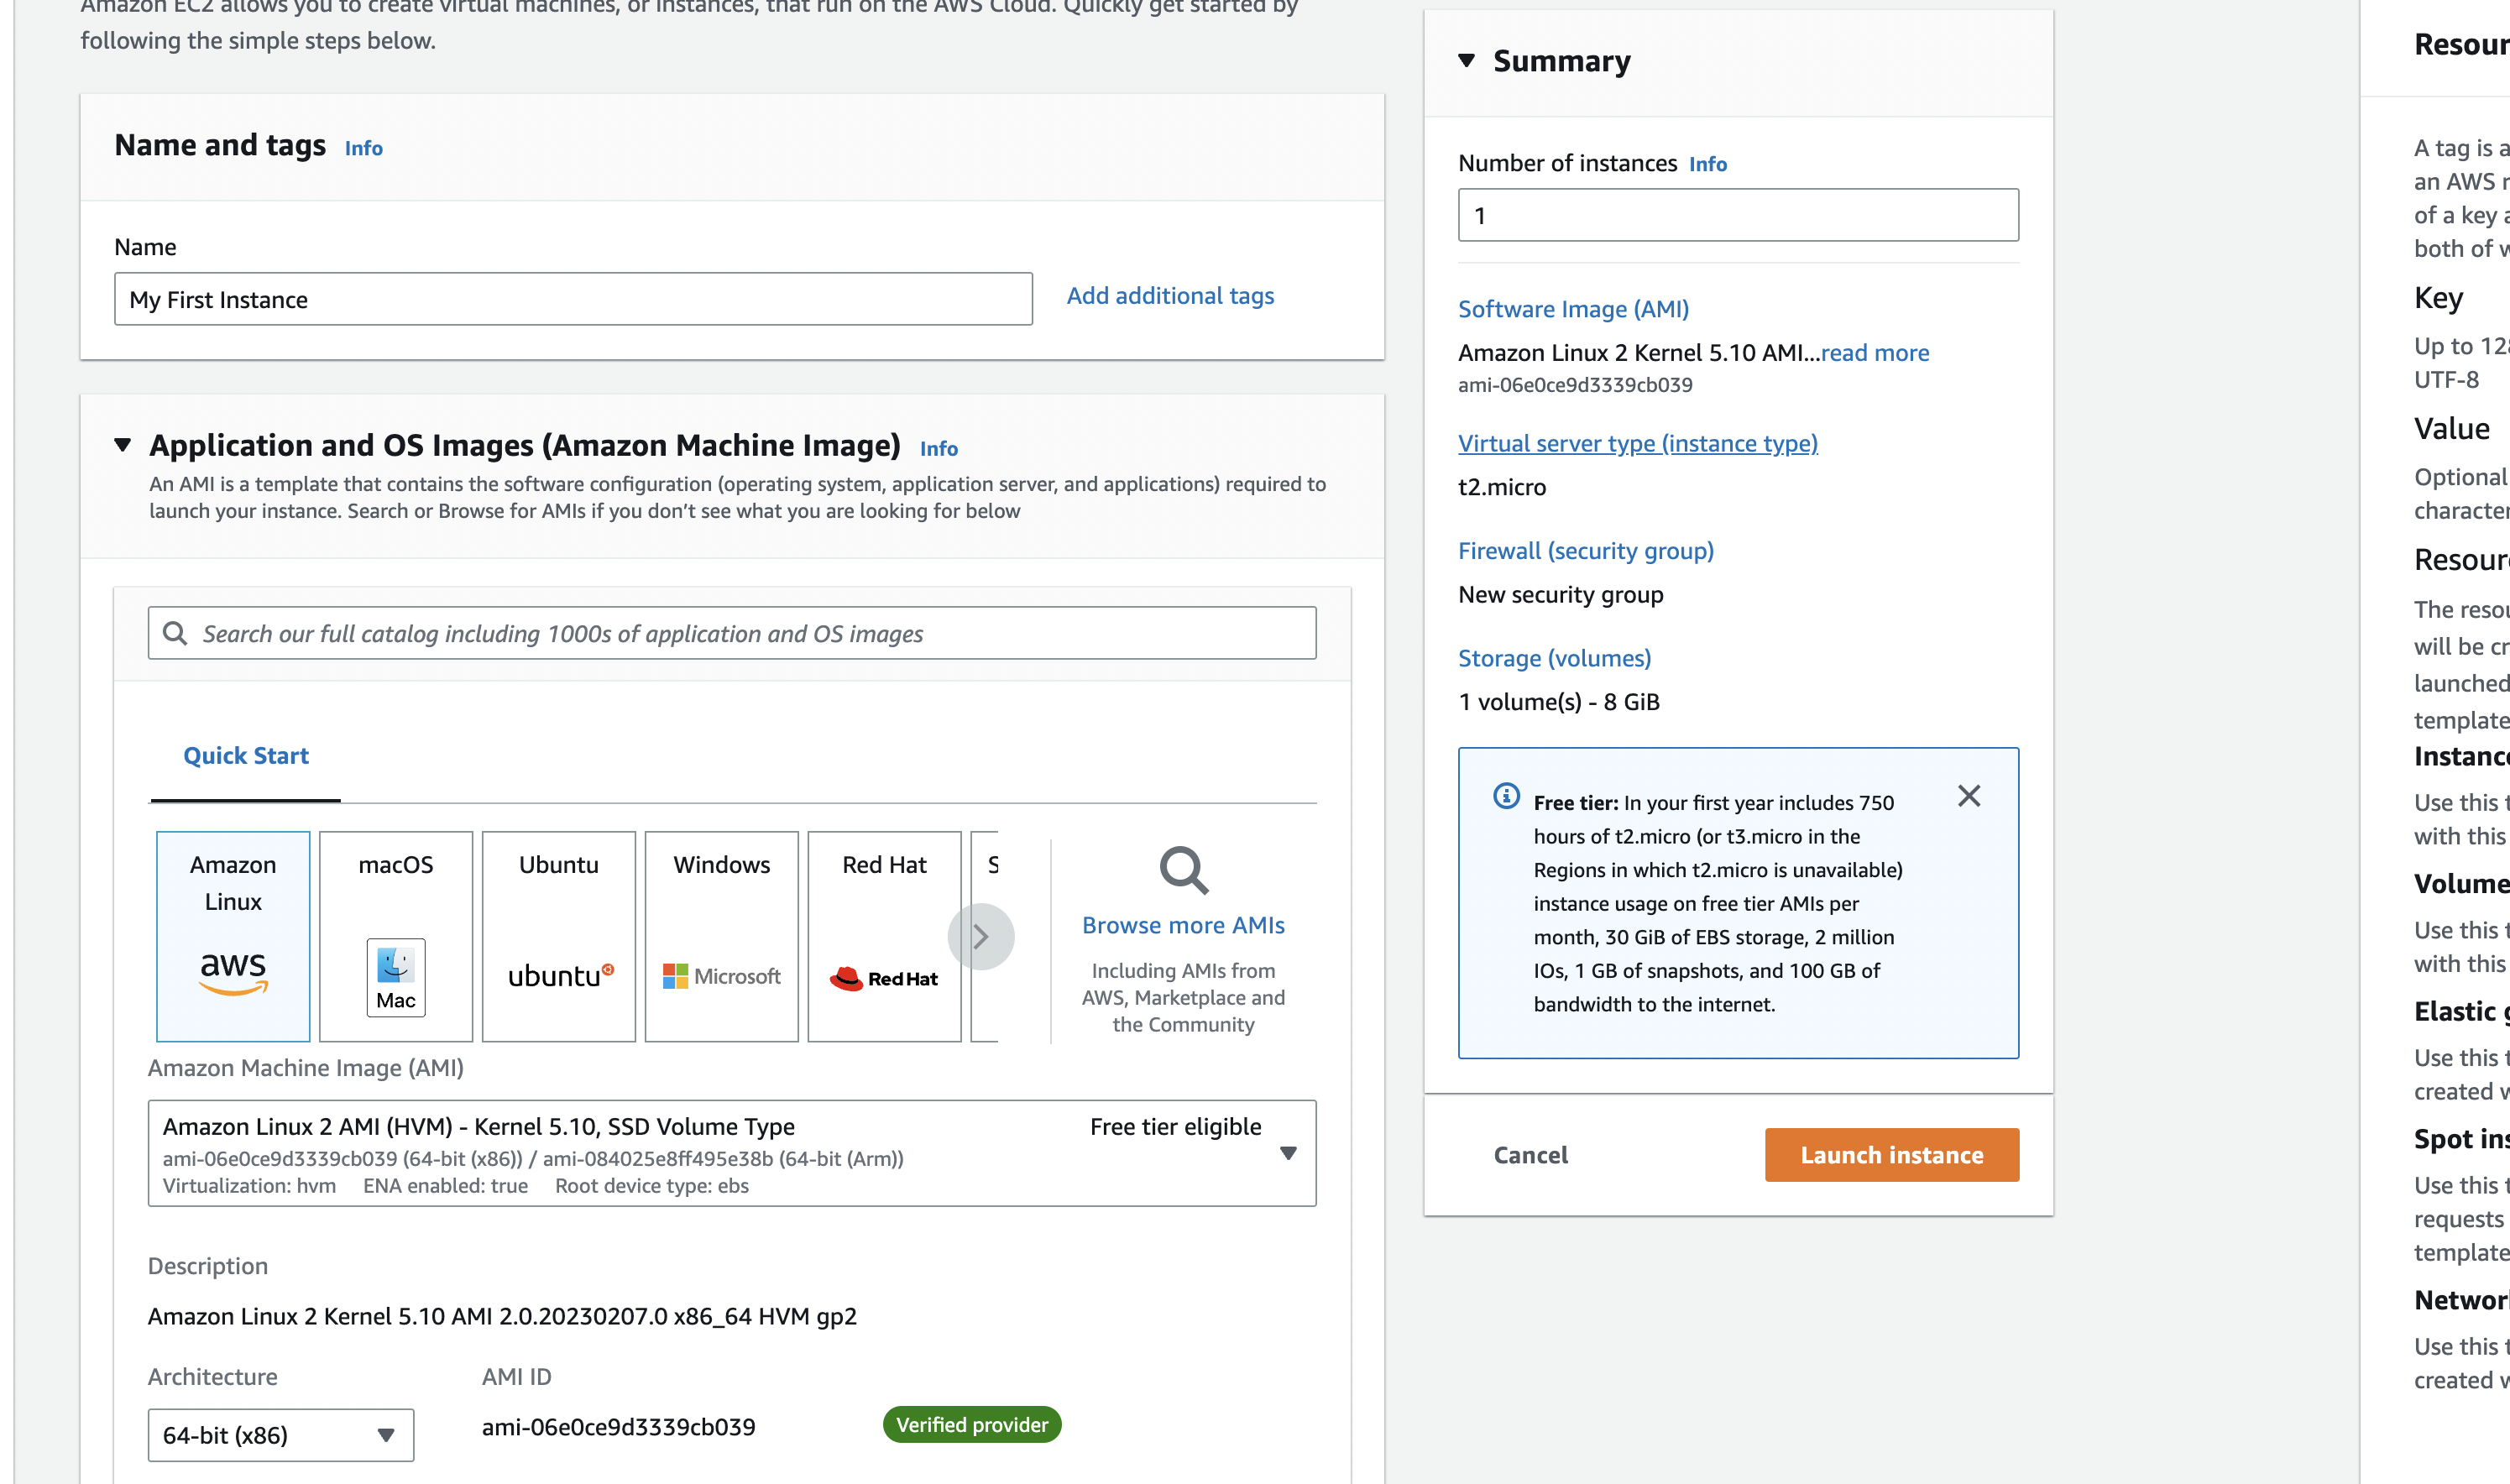 Amazon EC2 allows you to create virtual machines, or instances, that run on the AWS Cloud. Quickly get started by
following the simple steps below.
Name and tags Info
Name
My First Instance
Add additional tags
Application and OS Images (Amazon Machine Image) Info
An AMI is a template that contains the software configuration (operating system, application server, and applications) required to
launch your instance. Search or Browse for AMIs if you don’t see what you are looking for below
Search our full catalog including 1000s of application and OS images
Quick Start
Amazon
Linux
aws
macOS
Mac
Ubuntu
ubuntu
Windows
Microsoft
Red Hat
Red Hat
S
Browse more AMIs
Including AMIs from
AWS, Marketplace and
the Community
Amazon Machine Image (AMI)
Amazon Linux 2 AMI (HVM) - Kernel 5.10, SSD Volume Type
Free tier eligible
ami-06e0ce9d3339cb039 (64-bit (x86)) / ami-084025e8ff495e38b (64-bit (Arm))
Virtualization: hvm ENA enabled: true Root device type: ebs
Description
Amazon Linux 2 Kernel 5.10 AMI 2.0.20230207.0 x86_64 HVM gp2
Architecture
64-bit (x86)
AMI ID
ami-06e0ce9d3339cb039
Verified provider
Summary
Number of instances Info
1
Software Image (AMI)
Amazon Linux 2 Kernel 5.10 AMI...read more
ami-06e0ce9d3339cb039
Virtual server type (instance type)
t2.micro
Firewall (security group)
New security group
Storage (volumes)
1 volume(s) - 8 GiB
Free tier: In your first year includes 750
hours of t2.micro (or t3.micro in the
Regions in which t2.micro is unavailable)
instance usage on free tier AMIs per
month, 30 GiB of EBS storage, 2 million
IOs, 1 GB of snapshots, and 100 GB of
bandwidth to the internet.
Cancel
Launch instance
Resour
A tag is a
an AWS r
of a key a
both of w
Key
Up to 128
UTF-8
Value
Optional
character
Resour
The resou
will be cr
launched
template
Instance
Use this t
with this
Volume
Use this t
with this
Elastic g
Use this t
created w
Spot ins
Use this t
requests
template
Network
Use this t
created w